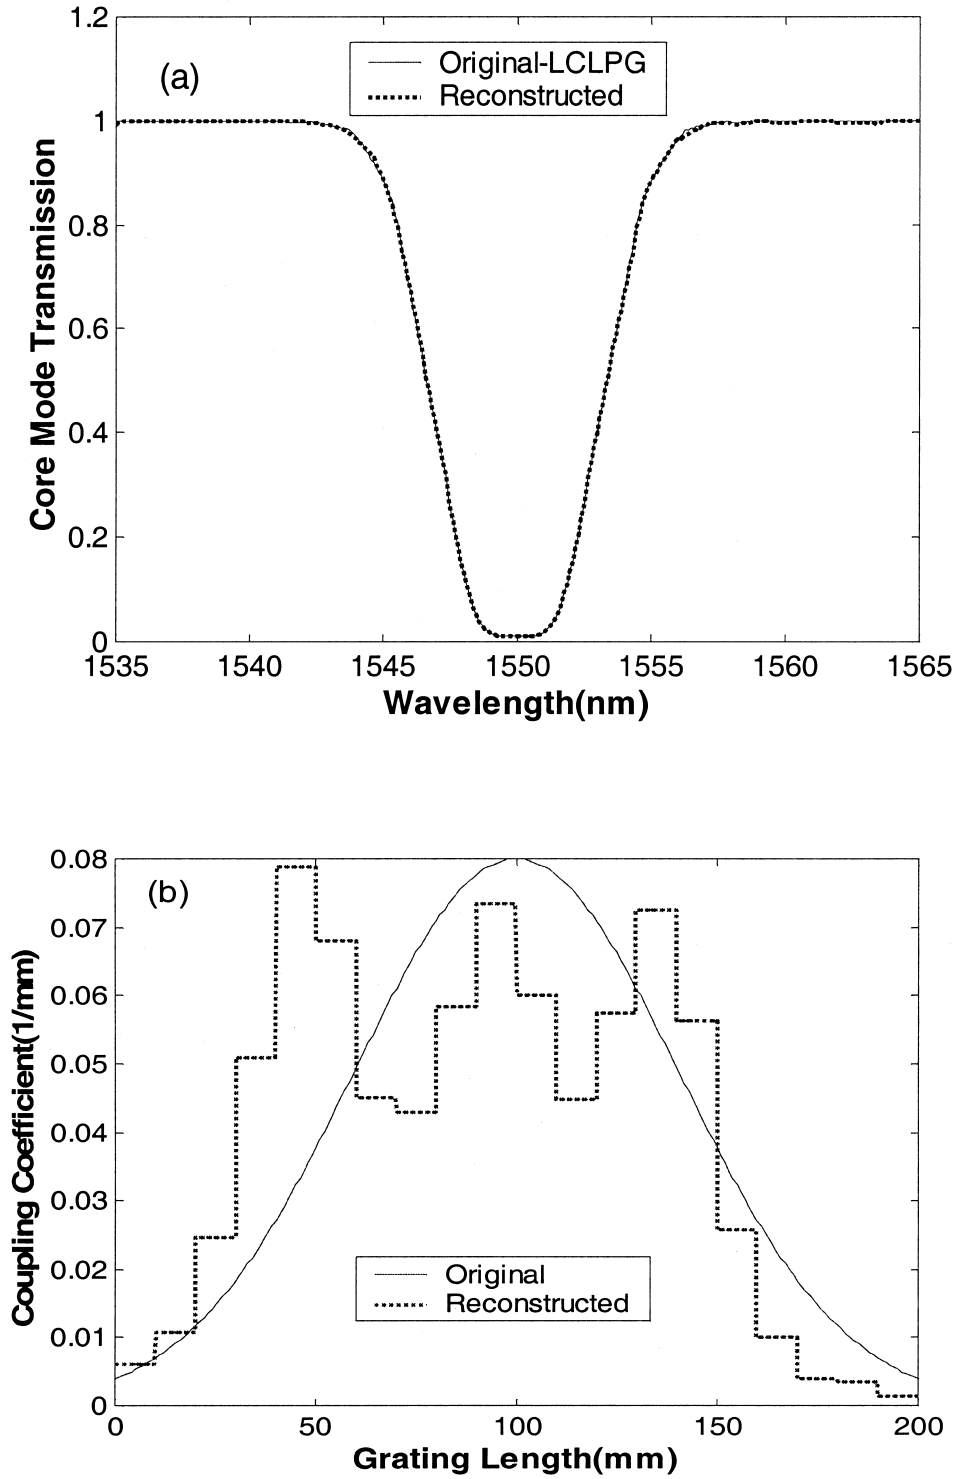 1.2
(a)
Original-LCLPG
Reconstructed
1
0.8
0.6
0.4
0.2
0
Core Mode Transmission
1535 1540 1545 1550 1555 1560 1565
Wavelength(nm)
0.08
(b)
0.07
0.06
0.05
0.04
0.03
0.02
0.01
0
Coupling Coefficient(1/mm)
Original
Reconstructed
0 50 100 150 200
Grating Length(mm)